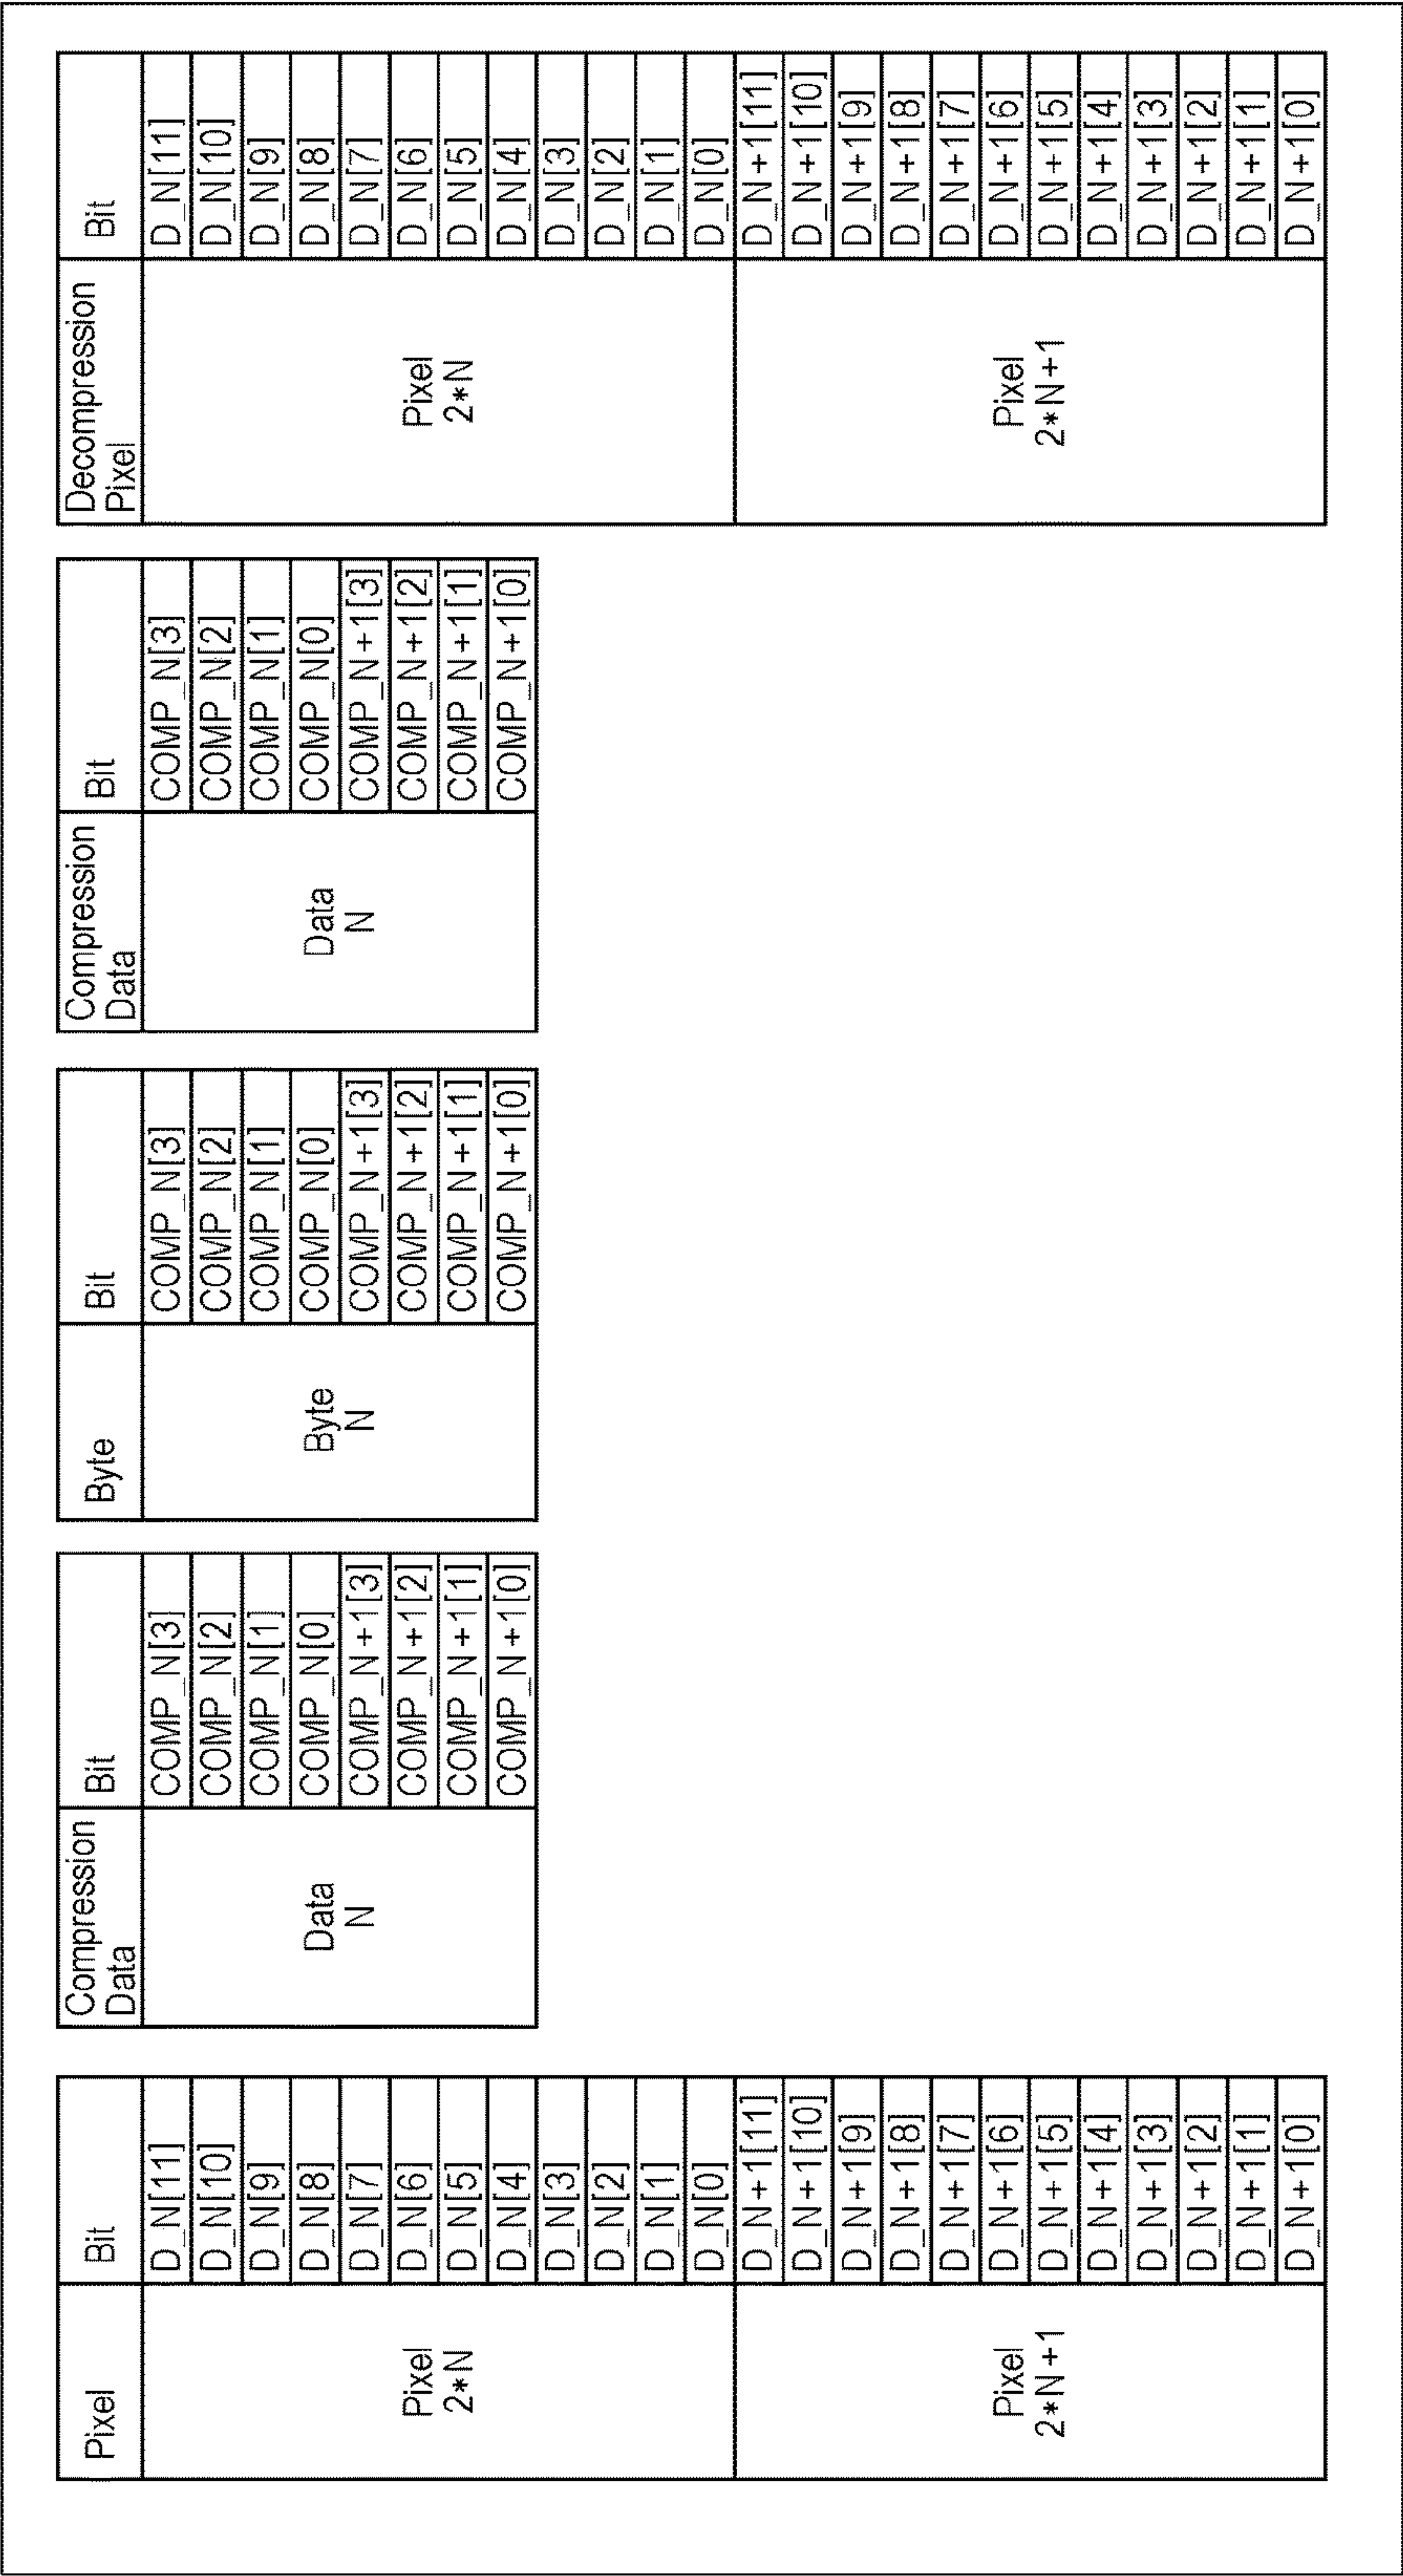 Pixel Bit
Pixel
2*N
D_N[11]
D_N[10]
D_N[9]
D_N[8]
D_N[7]
D_N[6]
D_N[5]
D_N[4]
D_N[3]
D_N[2]
D_N[1]
D_N[0]
Pixel
2*N+1
D_N+1[11]
D_N+1[10]
D_N+1[9]
D_N+1[8]
D_N+1[7]
D_N+1[6]
D_N+1[5]
D_N+1[4]
D_N+1[3]
D_N+1[2]
D_N+1[1]
D_N+1[0]
Compression
Data
Bit
Data
N
COMP_N[3]
COMP_N[2]
COMP_N[1]
COMP_N[0]
COMP_N+1[3]
COMP_N+1[2]
COMP_N+1[1]
COMP_N+1[0]
Byte Bit
Byte
N
COMP_N[3]
COMP_N[2]
COMP_N[1]
COMP_N[0]
COMP_N+1[3]
COMP_N+1[2]
COMP_N+1[1]
COMP_N+1[0]
Compression
Data
Bit
Data
N
COMP_N[3]
COMP_N[2]
COMP_N[1]
COMP_N[0]
COMP_N+1[3]
COMP_N+1[2]
COMP_N+1[1]
COMP_N+1[0]
Decompression
Pixel
Bit
Pixel
2*N
D_N[11]
D_N[10]
D_N[9]
D_N[8]
D_N[7]
D_N[6]
D_N[5]
D_N[4]
D_N[3]
D_N[2]
D_N[1]
D_N[0]
Pixel
2*N+1
D_N+1[11]
D_N+1[10]
D_N+1[9]
D_N+1[8]
D_N+1[7]
D_N+1[6]
D_N+1[5]
D_N+1[4]
D_N+1[3]
D_N+1[2]
D_N+1[1]
D_N+1[0]